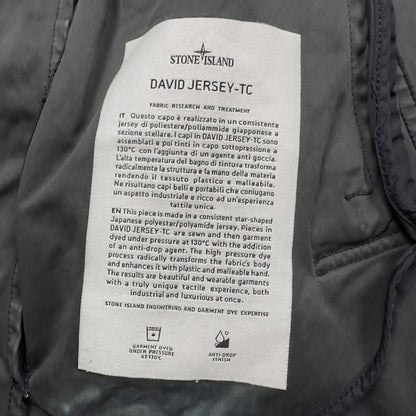 STONE ISLAND
DAVID JERSEY-TC
FABRIC RESEARCH AND TREATMENT
IT Questo capo è realizzato in un consistente
jersey di poliestere/poliammide giapponese a
sezione stellare. I capi in DAVID JERSEY-TC sono
assemblati e poi tinti in capo sottopressione a
130°C con l'aggiunta di un agente anti goccia.
L'alta temperatura del bagno di tintura trasforma
radicalmente la struttura e la mano della materia
rendendo il tessuto plastico e malleabile.
Ne risultano capi belli e portabili che coniugano
un aspetto industriale e ricco ad un'esperienza
tattile unica.
EN This piece is made in a consistent star-shaped
Japanese polyester/polyamide jersey. Pieces in
DAVID JERSEY-TC are sewn and then garment
dyed under pressure at 130°C with the addition
of an anti-drop agent. The high pressure dye
process radically transforms the fabric's body
and enhances it with plastic and malleable hand.
The results are beautiful and wearable garments
with a truly unique tactile experience, both
industrial and luxurious at once.
STONE ISLAND ENGINEERING AND GARMENT DYE EXPERTISE
GARMENT DYED
UNDER PRESSURE
AT 130°C
ANTI-DROP
FINISH